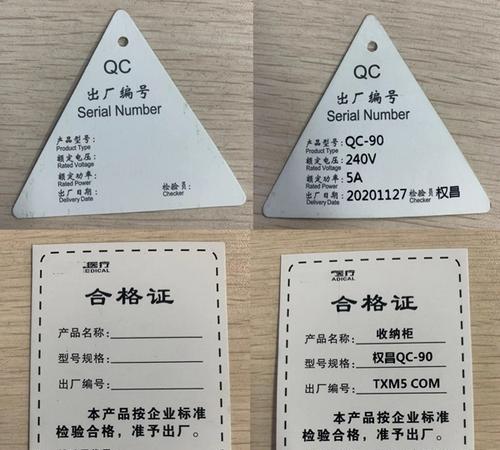 QC
出厂编号
Serial Number
产品型号:
Product Type
额定电压:
Rated Voltage
额定功率:
Rated Power
出厂日期: 检验员:
Delivery Date Checker
QC
出厂编号
Serial Number
产品型号: QC-90
Product Type
额定电压: 240V
Rated Voltage
额定功率: 5A
Rated Power
出厂日期: 20201127 检验员: 权昌
Delivery Date Checker
医疗
EDICAL
合格证
产品名称:
型号规格:
出厂编号:
本产品按企业标准
检验合格，准予出厂。
医疗
ADICAL
合格证
产品名称: 收纳柜
型号规格: 权昌QC-90
出厂编号: TXM5 COM
本产品按企业标准
检验合格，准予出厂。